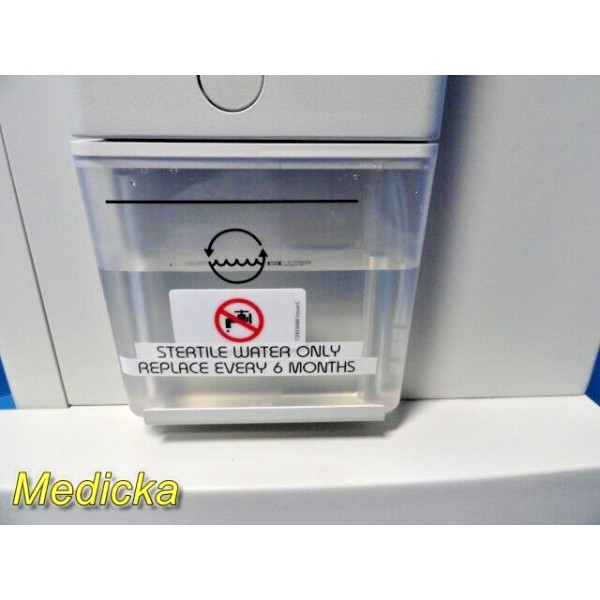 STERTILE WATER ONLY
REPLACE EVERY 6 MONTHS
Medicka